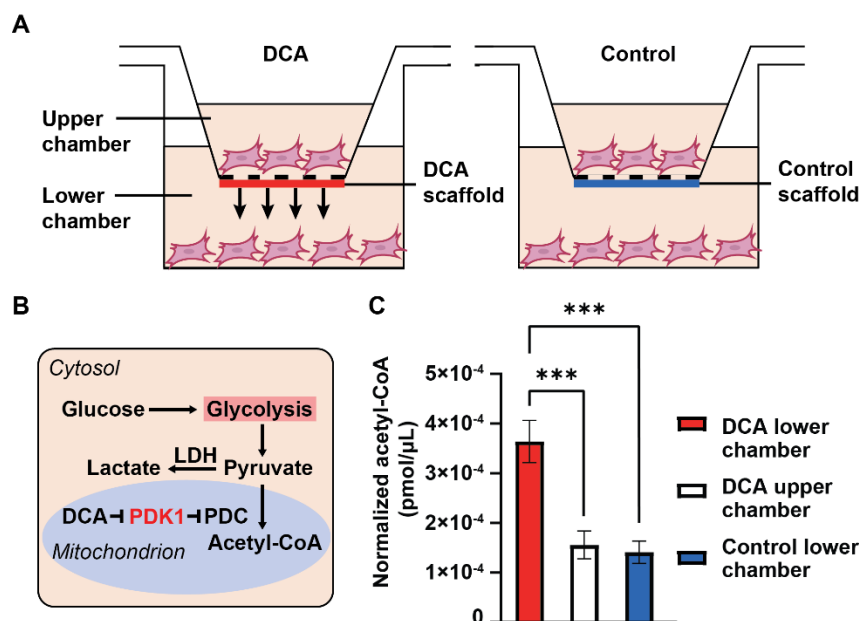 A
DCA
Control
Upper
chamber
Lower
chamber
DCA
scaffold
Control
scaffold
B
Cytosol
Glucose
Glycolysis
LDH
Lactate
Pyruvate
DCA
PDK1
PDC
Acetyl-CoA
Mitochondrion
C
Normalized acetyl-CoA
(pmol/µL)
***
***
5×10⁻⁴
4×10⁻⁴
3×10⁻⁴
2×10⁻⁴
1×10⁻⁴
0
DCA lower
chamber
DCA upper
chamber
Control lower
chamber